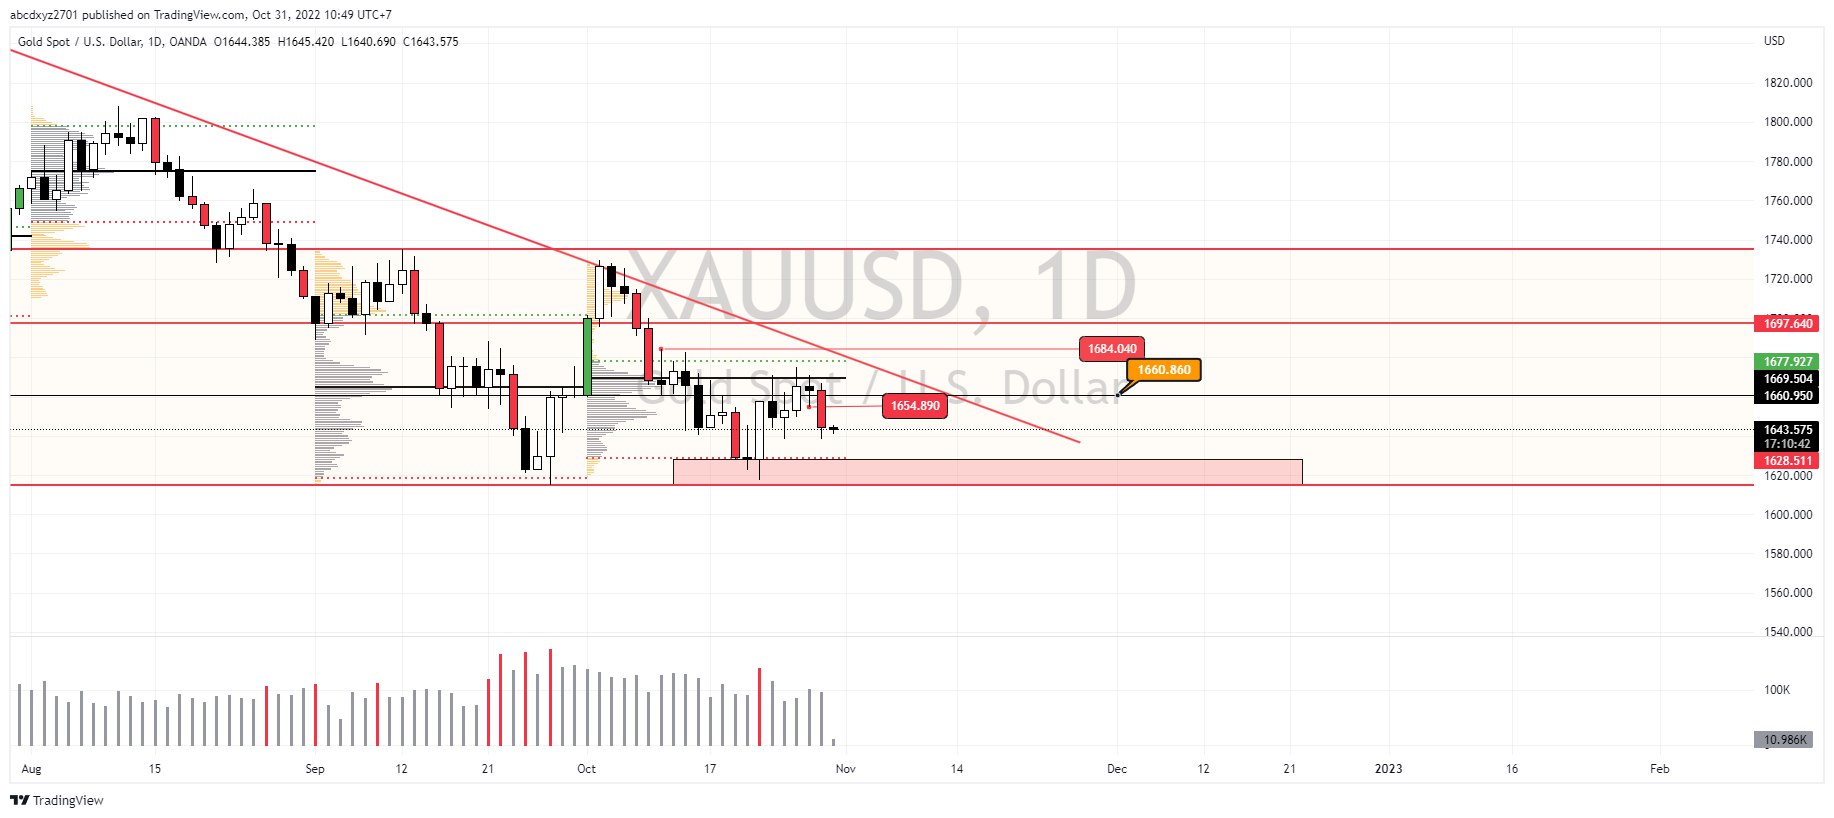 abcdxyz2701 published on TradingView.com, Oct 31, 2022 10:49 UTC+7
Gold Spot / U.S. Dollar, 1D, OANDA O1644.385 H1645.420 L1640.690 C1643.575
USD
XAUUSD, 1D
Gold Spot / U.S. Dollar
1820.000
1800.000
1780.000
1760.000
1740.000
1720.000
1697.640
1684.040
1677.927
1660.860
1669.504
1660.950
1654.890
1643.575
17:10:42
1628.511
1620.000
1600.000
1580.000
1560.000
1540.000
100K
10.986K
Aug 15 Sep 12 21 Oct 17 Nov 14 Dec 12 21 2023 16 Feb
TradingView